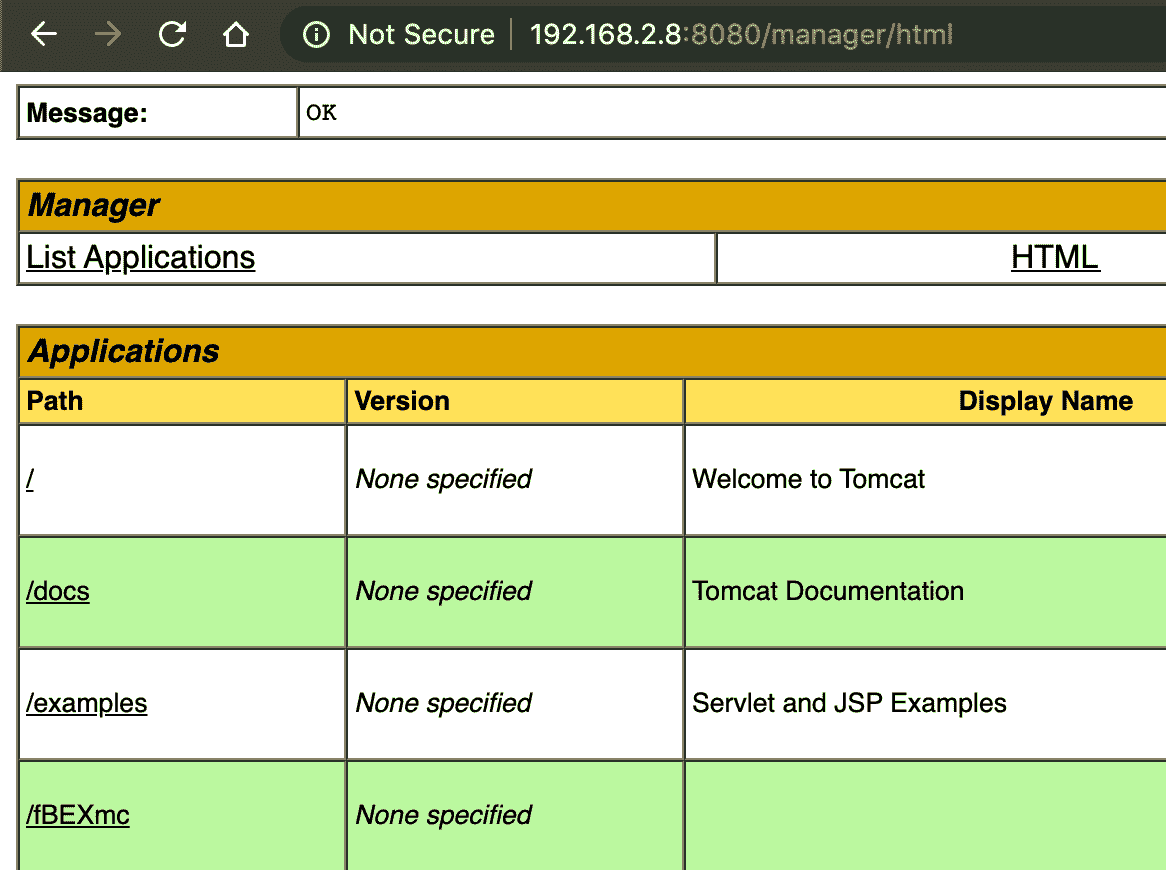 Not Secure | 192.168.2.8:8080/manager/html
Message: OK
Manager
List Applications HTML
Applications
Path Version Display Name
/ None specified Welcome to Tomcat
/docs None specified Tomcat Documentation
/examples None specified Servlet and JSP Examples
/fBEXmc None specified